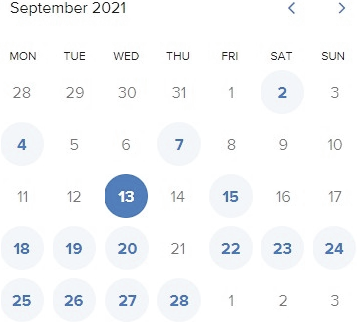 September 2021
MON TUE WED THU FRI SAT SUN
28 29 30 31 1 2 3
4 5 6 7 8 9 10
11 12 13 14 15 16 17
18 19 20 21 22 23 24
25 26 27 28 1 2 3